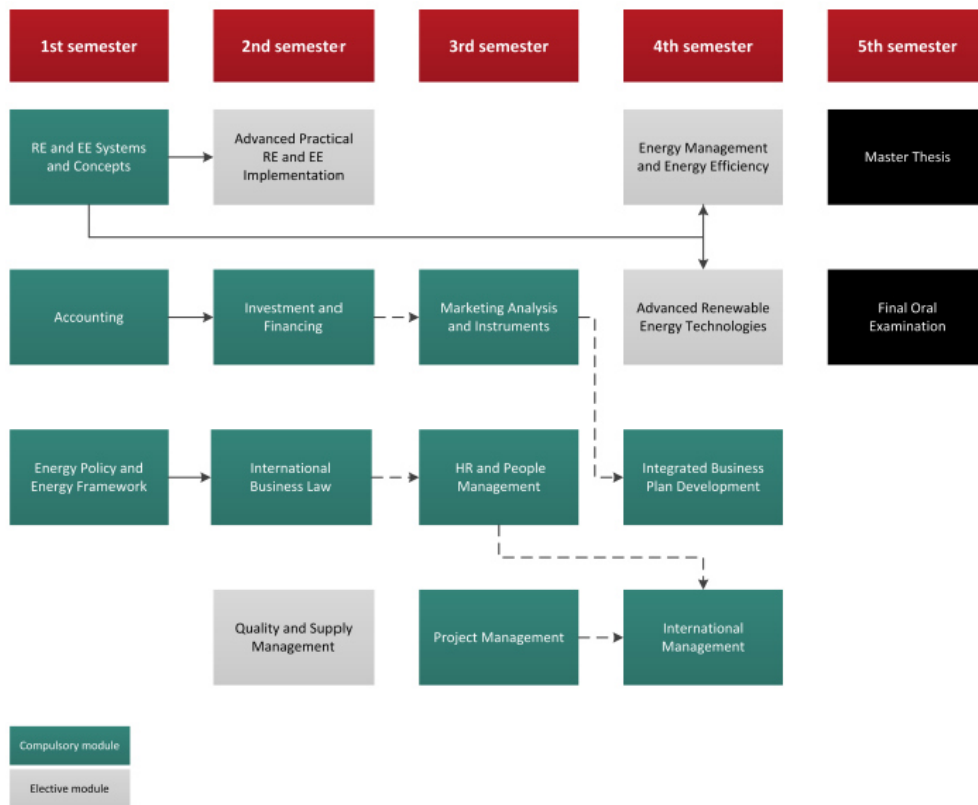 1st semester
2nd semester
3rd semester
4th semester
5th semester
RE and EE Systems
and Concepts
Advanced Practical
RE and EE
Implementation
Energy Management
and Energy Efficiency
Master Thesis
Accounting
Investment and
Financing
Marketing Analysis
and Instruments
Advanced Renewable
Energy Technologies
Final Oral
Examination
Energy Policy and
Energy Framework
International
Business Law
HR and People
Management
Integrated Business
Plan Development
Quality and Supply
Management
Project Management
International
Management
Compulsory module
Elective module